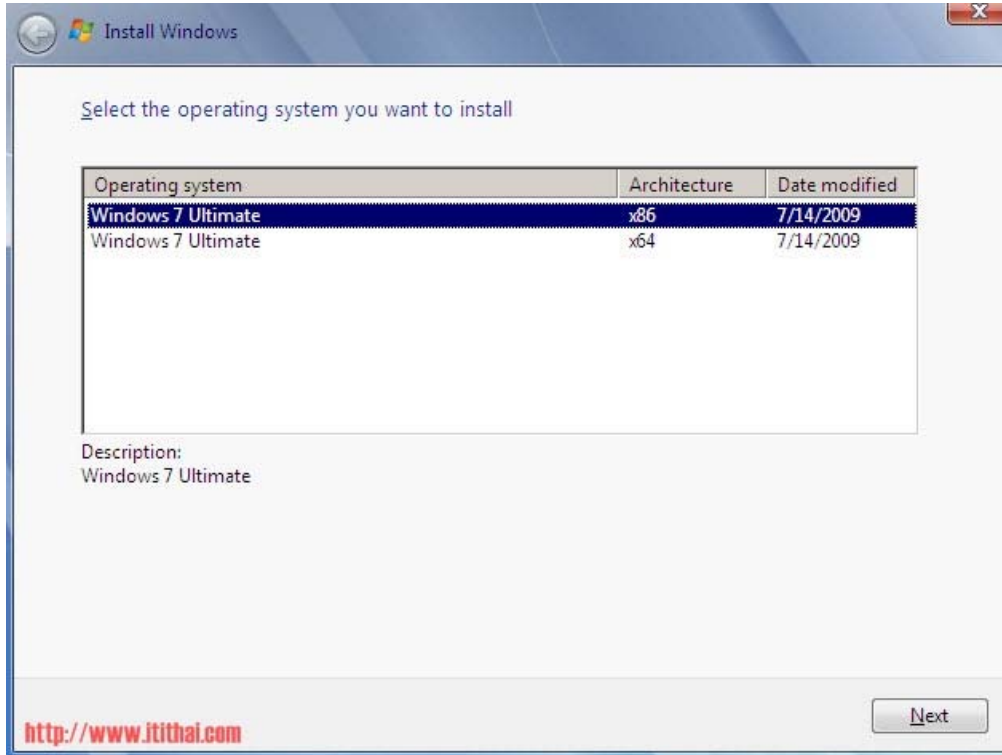 Install Windows
Select the operating system you want to install
Operating system Architecture Date modified
Windows 7 Ultimate x86 7/14/2009
Windows 7 Ultimate x64 7/14/2009
Description:
Windows 7 Ultimate
Next
http://www.itithai.com